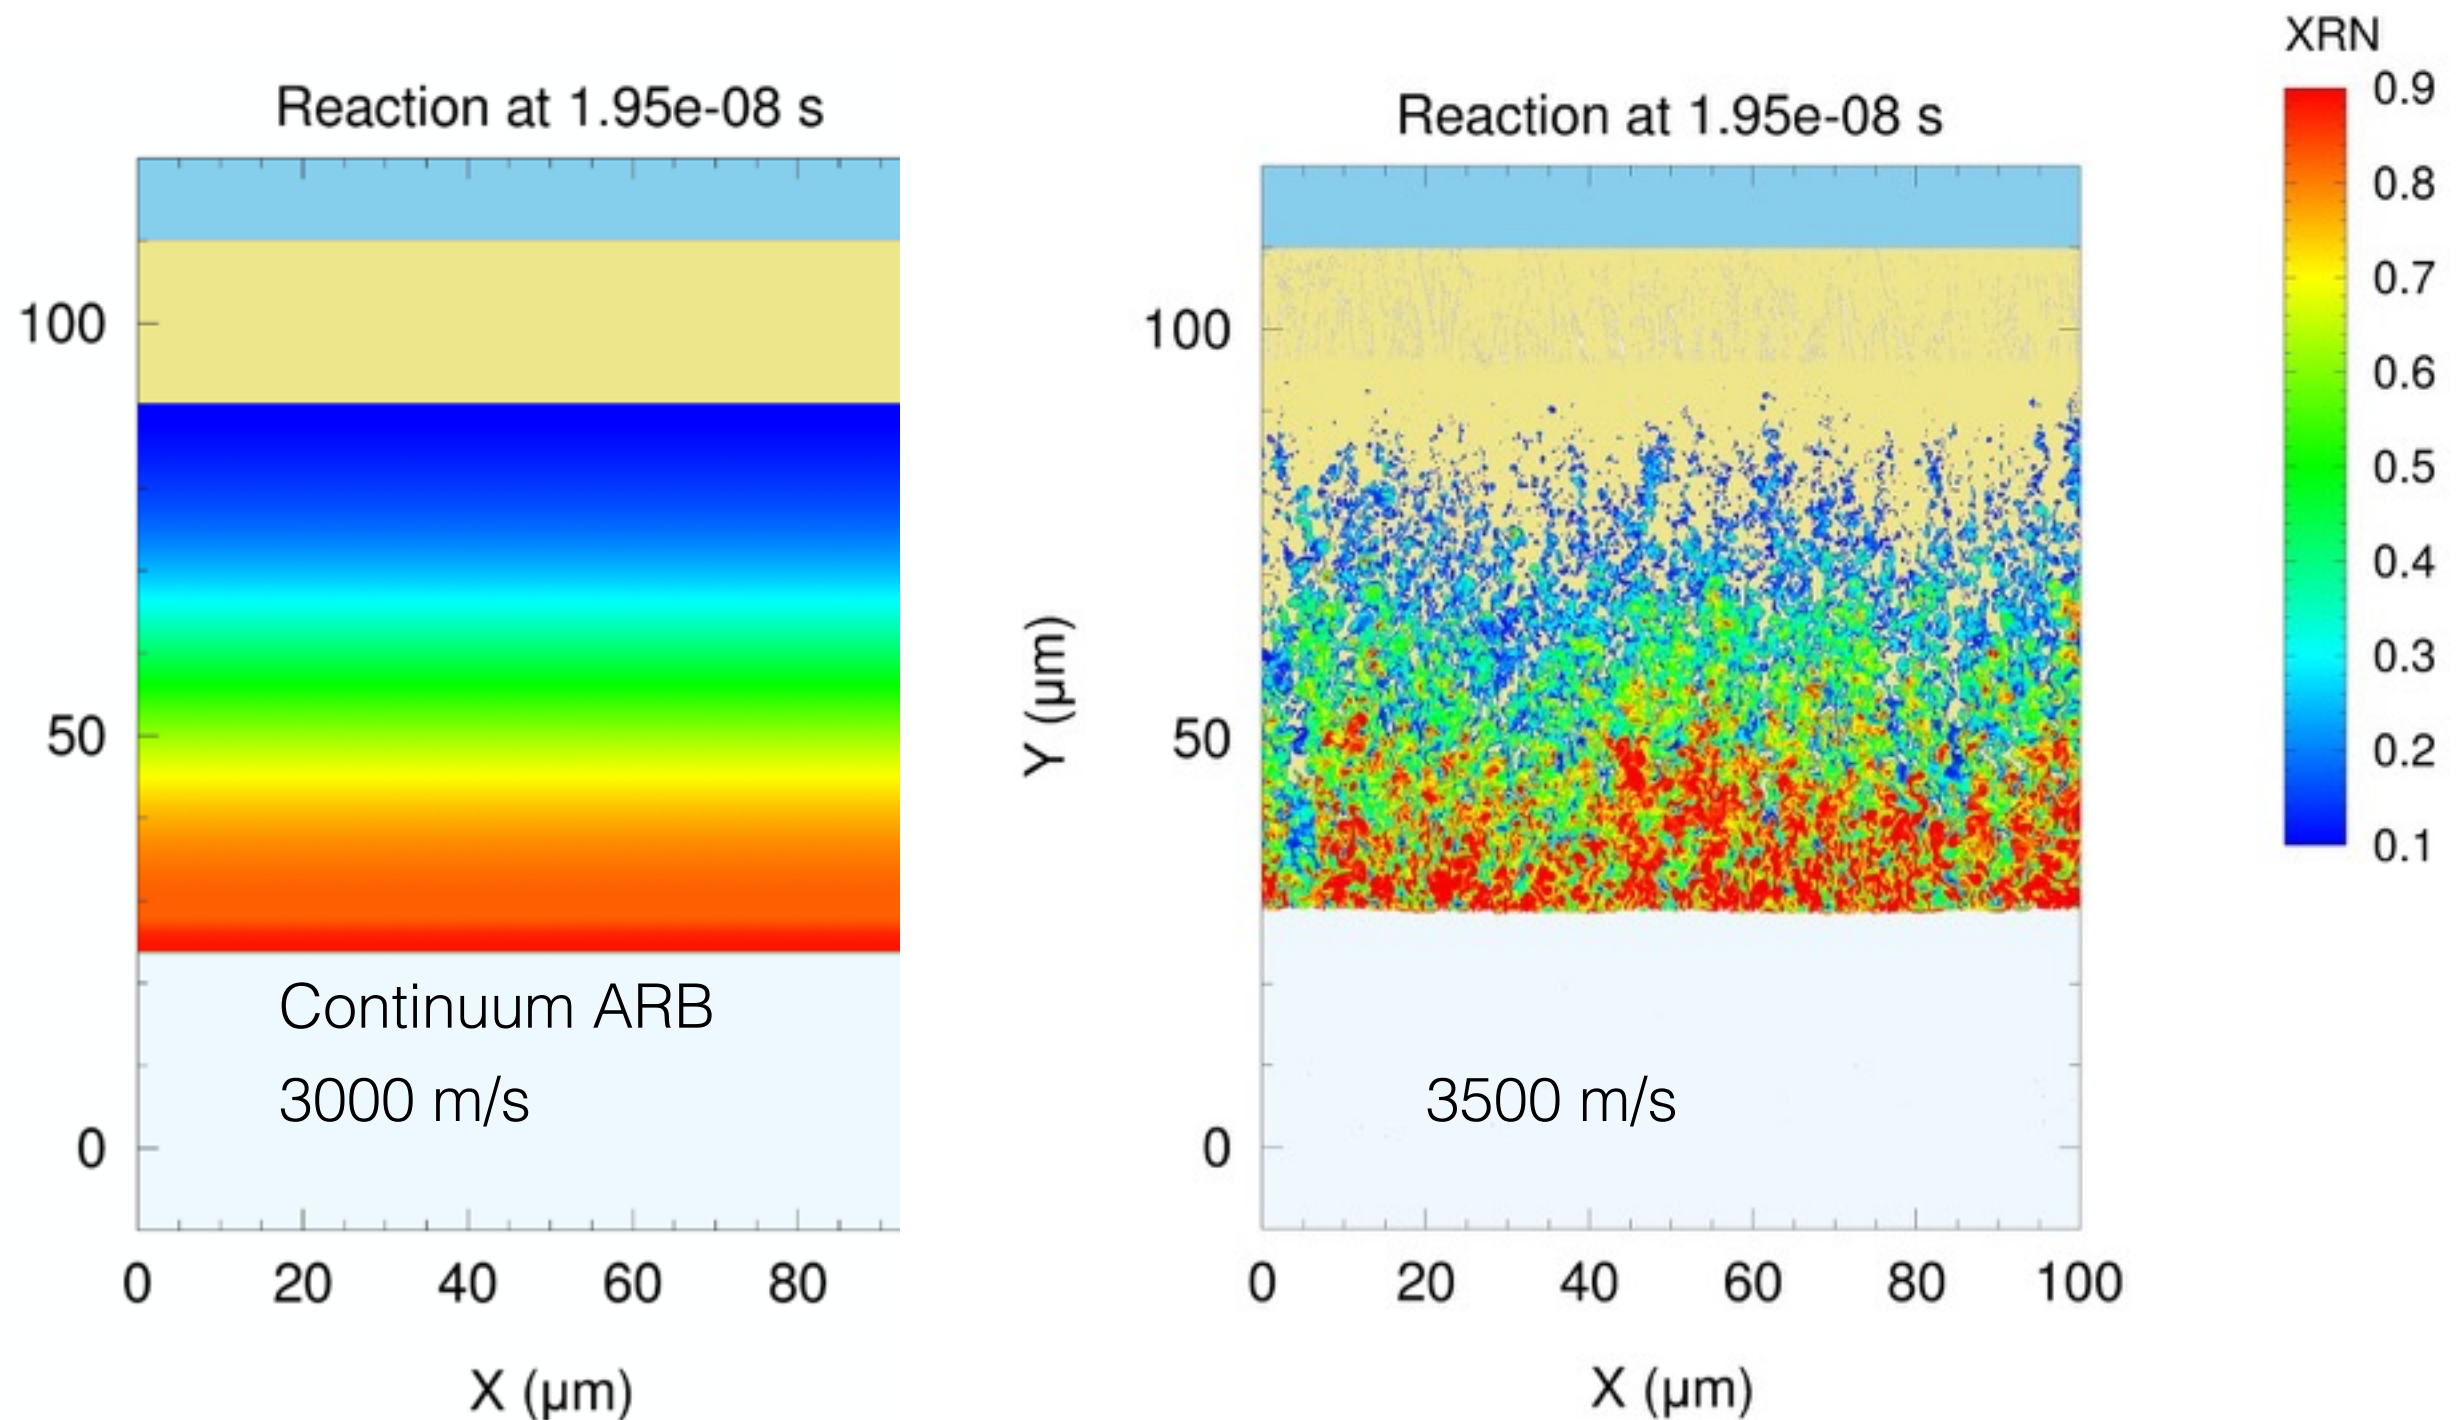 Reaction at 1.95e-08 s
100
50
0
Continuum ARB
3000 m/s
0 20 40 60 80
X (μm)
Reaction at 1.95e-08 s
Y (μm)
100
50
0
3500 m/s
0 20 40 60 80 100
X (μm)
XRN
0.9
0.8
0.7
0.6
0.5
0.4
0.3
0.2
0.1